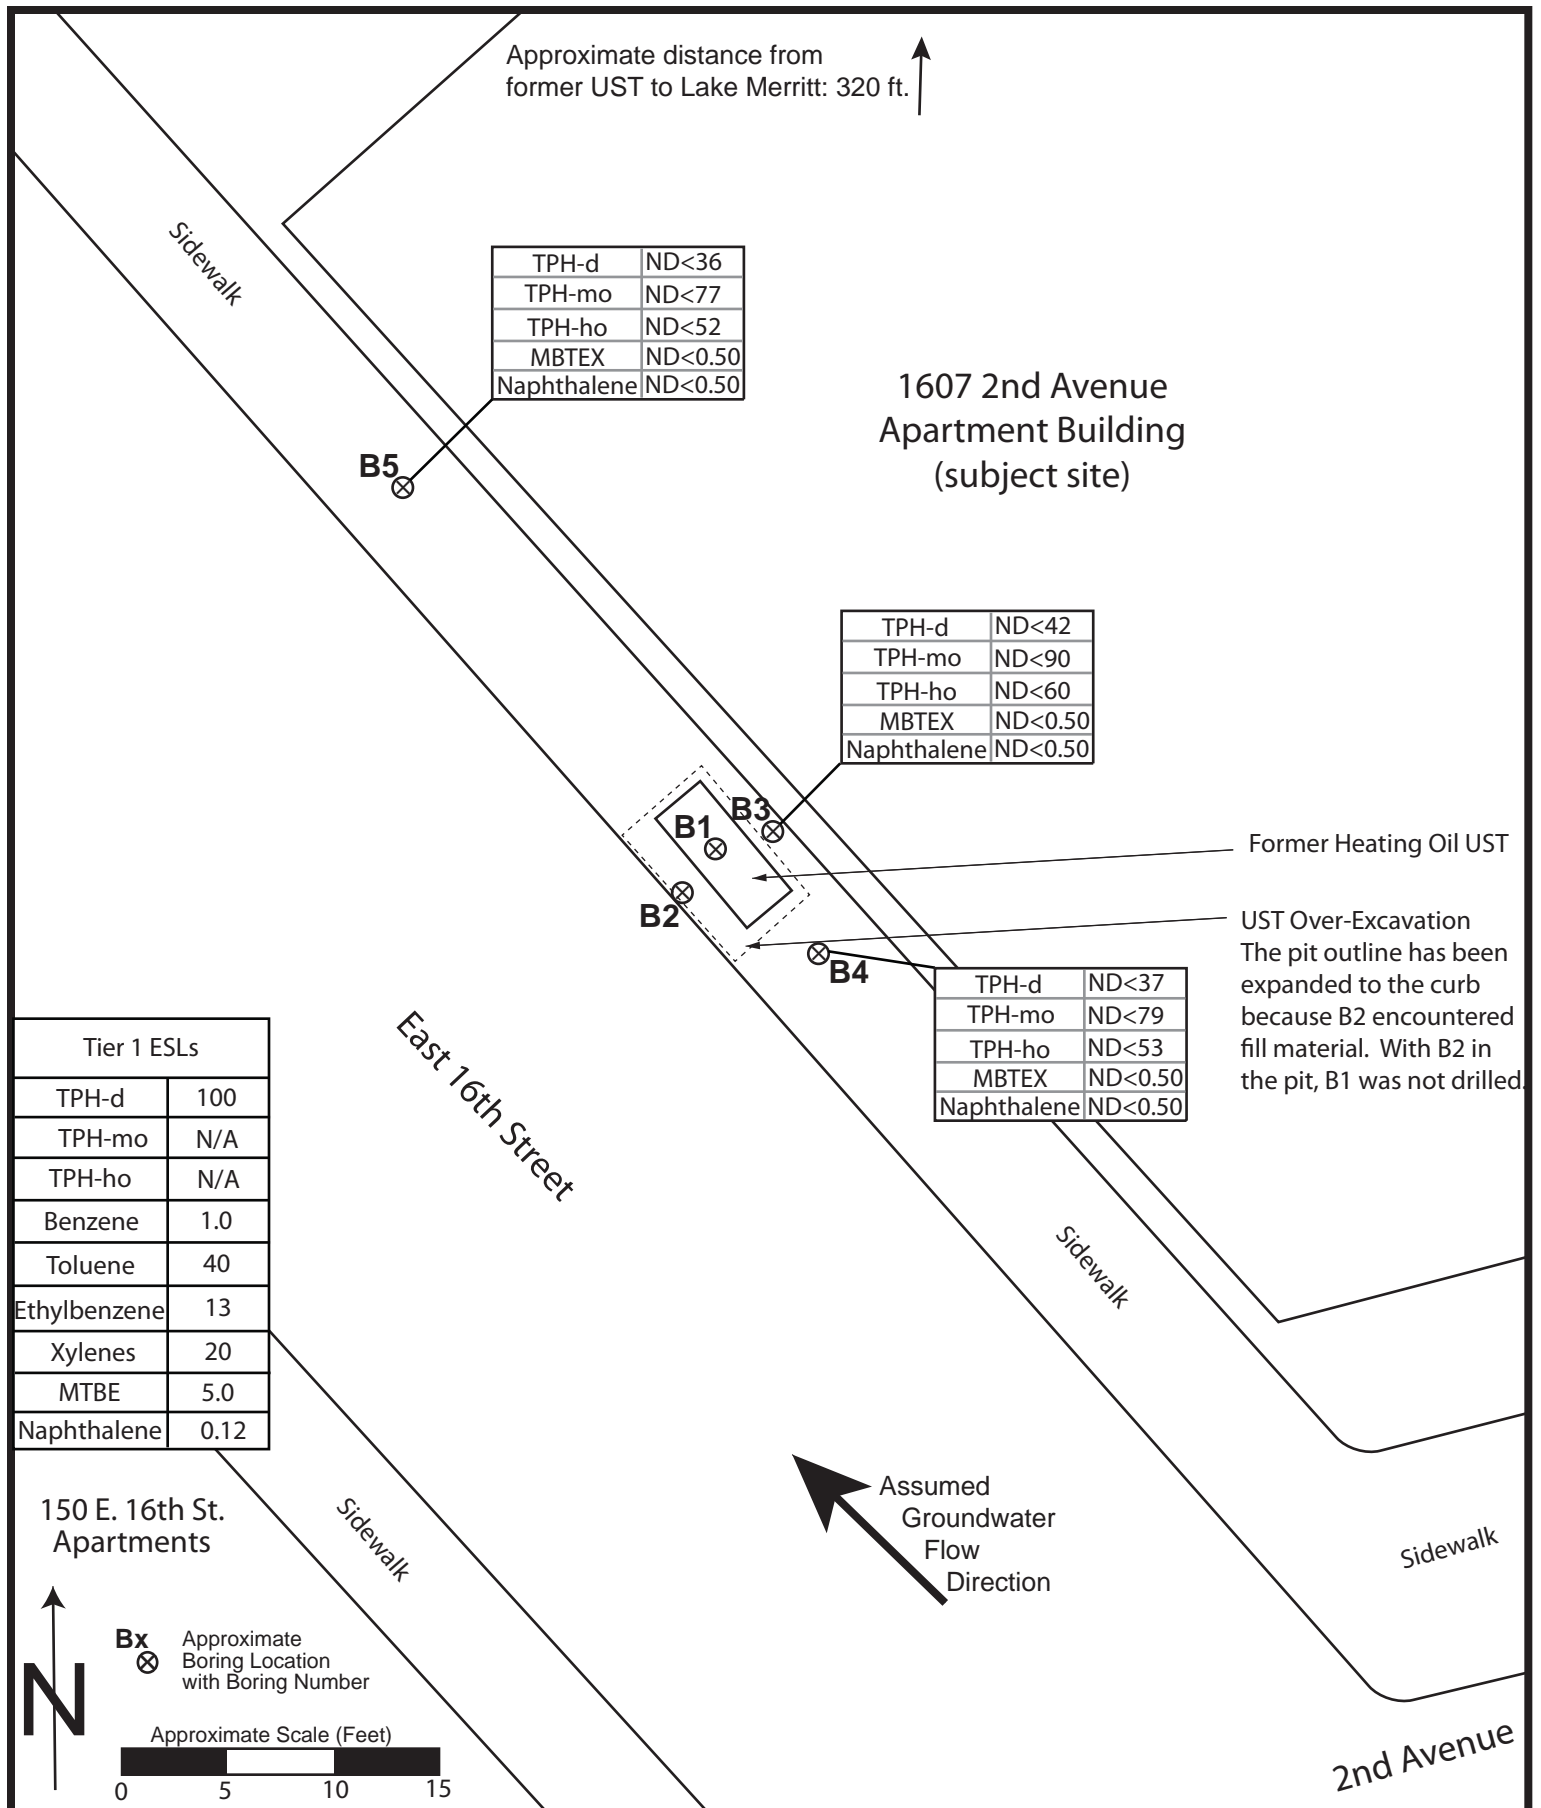 Approximate distance from
former UST to Lake Merritt: 320 ft.
Sidewalk
TPH-d ND<36
TPH-mo ND<77
TPH-ho ND<52
MBTEX ND<0.50
Naphthalene ND<0.50
1607 2nd Avenue
Apartment Building
(subject site)
B5
TPH-d ND<42
TPH-mo ND<90
TPH-ho ND<60
MBTEX ND<0.50
Naphthalene ND<0.50
B3
B1
B2
B4
Former Heating Oil UST
UST Over-Excavation
The pit outline has been
expanded to the curb
because B2 encountered
fill material. With B2 in
the pit, B1 was not drilled.
TPH-d ND<37
TPH-mo ND<79
TPH-ho ND<53
MBTEX ND<0.50
Naphthalene ND<0.50
East 16th Street
Tier 1 ESLs
TPH-d 100
TPH-mo N/A
TPH-ho N/A
Benzene 1.0
Toluene 40
Ethylbenzene 13
Xylenes 20
MTBE 5.0
Naphthalene 0.12
Sidewalk
150 E. 16th St.
Apartments
Sidewalk
Assumed
Groundwater
Flow
Direction
Sidewalk
N
Bx
Approximate
Boring Location
with Boring Number
Approximate Scale (Feet)
0 5 10 15
2nd Avenue